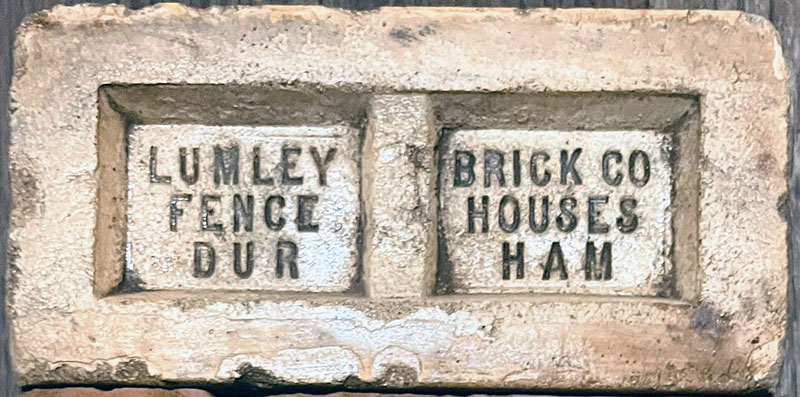 LUMLEY BRICK CO
FENCE HOUSES
DUR HAM